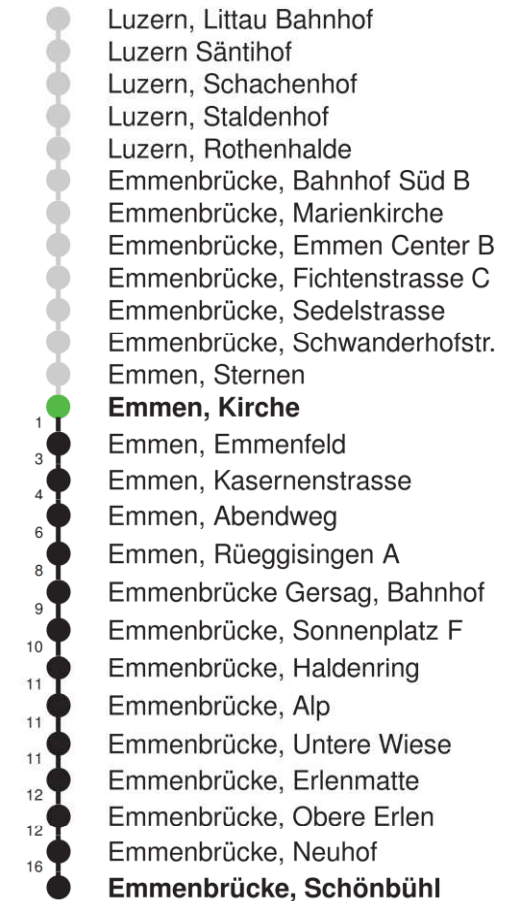 Luzern, Littau Bahnhof
Luzern Säntihof
Luzern, Schachenhof
Luzern, Staldenhof
Luzern, Rothenhalde
Emmenbrücke, Bahnhof Süd B
Emmenbrücke, Marienkirche
Emmenbrücke, Emmen Center B
Emmenbrücke, Fichtenstrasse C
Emmenbrücke, Sedelstrasse
Emmenbrücke, Schwanderhofstr.
Emmen, Sternen
Emmen, Kirche
1
Emmen, Emmenfeld
3
Emmen, Kasernenstrasse
4
Emmen, Abendweg
6
Emmen, Rüeggisingen A
8
Emmenbrücke Gersag, Bahnhof
9
Emmenbrücke, Sonnenplatz F
10
Emmenbrücke, Haldenring
11
Emmenbrücke, Alp
11
Emmenbrücke, Untere Wiese
11
Emmenbrücke, Erlenmatte
12
Emmenbrücke, Obere Erlen
12
Emmenbrücke, Neuhof
16
Emmenbrücke, Schönbühl